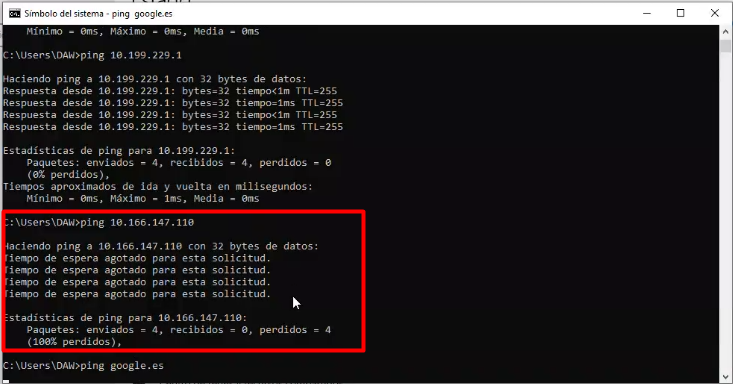 Símbolo del sistema - ping google.es
Mínimo = 0ms, Máximo = 1ms, Media = 0ms
C:\Users\DAW>ping 10.199.229.1
Haciendo ping a 10.199.229.1 con 32 bytes de datos:
Respuesta desde 10.199.229.1: bytes=32 tiempo<1m TTL=255
Respuesta desde 10.199.229.1: bytes=32 tiempo=1ms TTL=255
Respuesta desde 10.199.229.1: bytes=32 tiempo<1m TTL=255
Respuesta desde 10.199.229.1: bytes=32 tiempo=1ms TTL=255
Estadísticas de ping para 10.199.229.1:
Paquetes: enviados = 4, recibidos = 4, perdidos = 0
(0% perdidos),
Tiempos aproximados de ida y vuelta en milisegundos:
Mínimo = 0ms, Máximo = 1ms, Media = 0ms
C:\Users\DAW>ping 10.166.147.110
Haciendo ping a 10.166.147.110 con 32 bytes de datos:
Tiempo de espera agotado para esta solicitud.
Tiempo de espera agotado para esta solicitud.
Tiempo de espera agotado para esta solicitud.
Tiempo de espera agotado para esta solicitud.
Estadísticas de ping para 10.166.147.110:
Paquetes: enviados = 4, recibidos = 0, perdidos = 4
(100% perdidos),
C:\Users\DAW>ping google.es